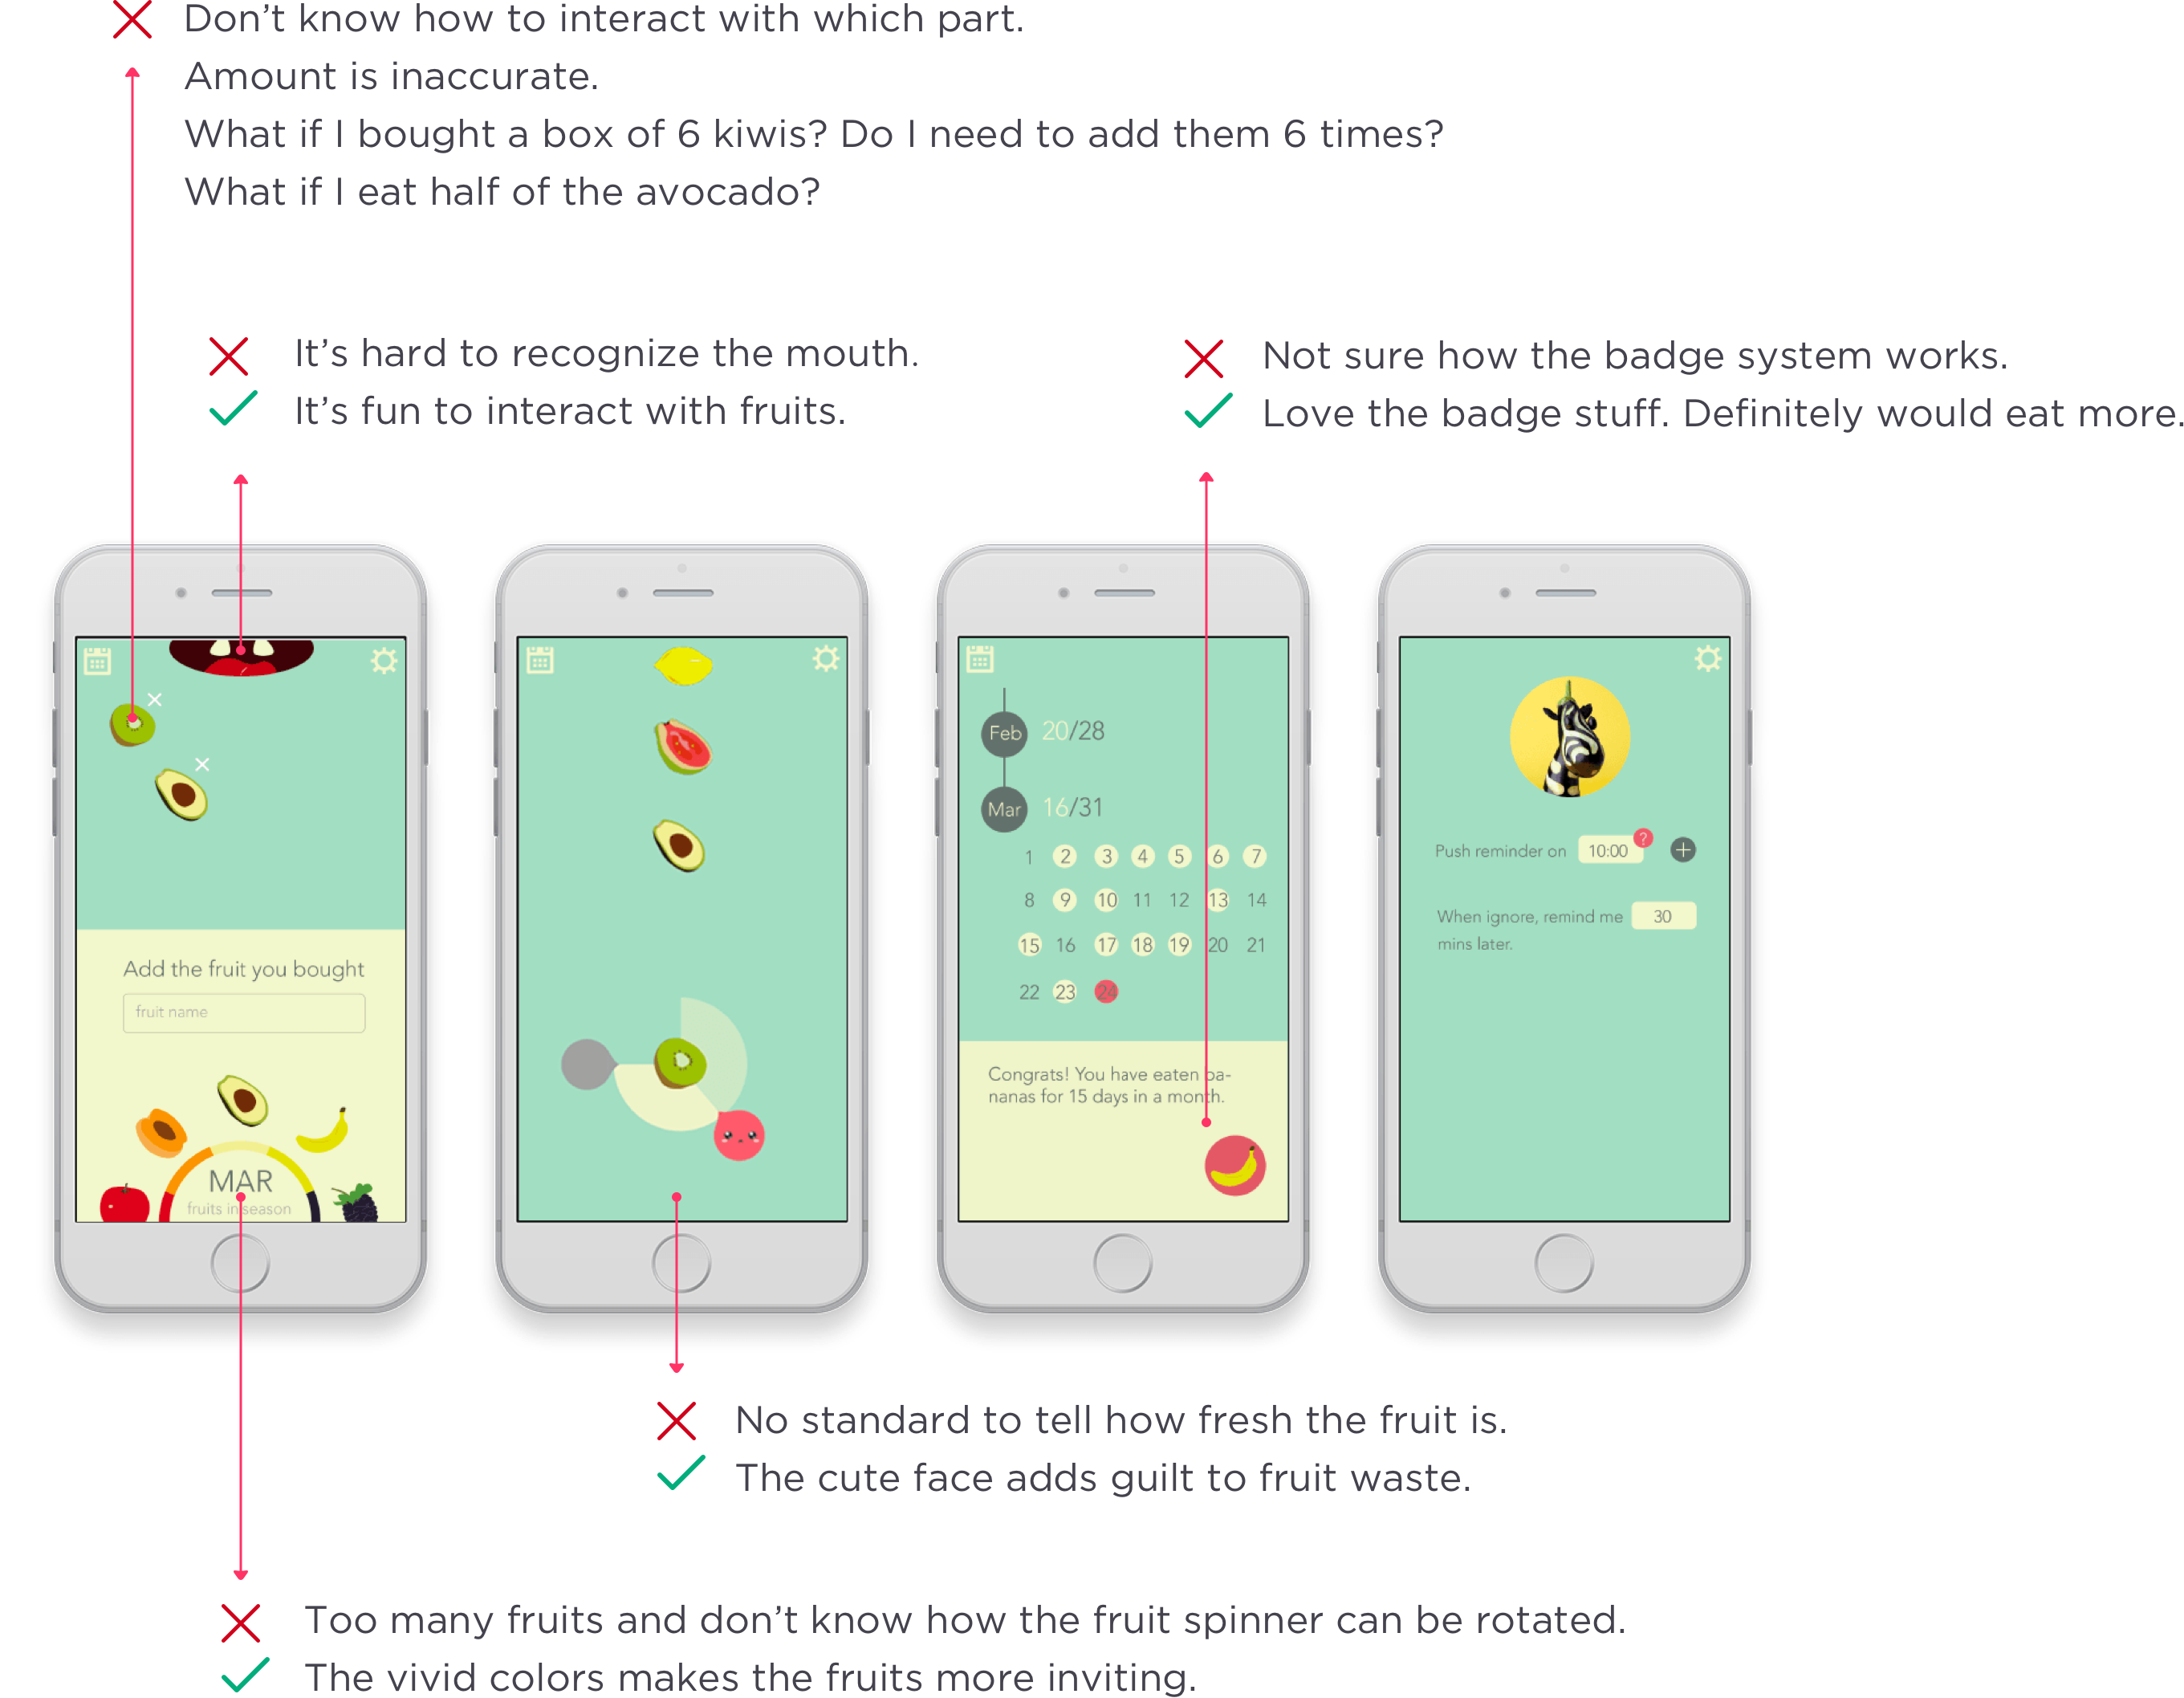 Don’t know how to interact with which part.
Amount is inaccurate.
What if I bought a box of 6 kiwis? Do I need to add them 6 times?
What if I eat half of the avocado?
It’s hard to recognize the mouth.
It’s fun to interact with fruits.
Not sure how the badge system works.
Love the badge stuff. Definitely would eat more.
Add the fruit you bought
fruit name
MAR
fruits in season
Feb 20/28
Mar 16/31
1 2 3 4 5 6 7
8 9 10 11 12 13 14
15 16 17 18 19 20 21
22 23 24
Congrats! You have eaten ba-
nanas for 15 days in a month.
Push reminder on 10:00 ? +
When ignore, remind me 30
mins later.
No standard to tell how fresh the fruit is.
The cute face adds guilt to fruit waste.
Too many fruits and don’t know how the fruit spinner can be rotated.
The vivid colors makes the fruits more inviting.